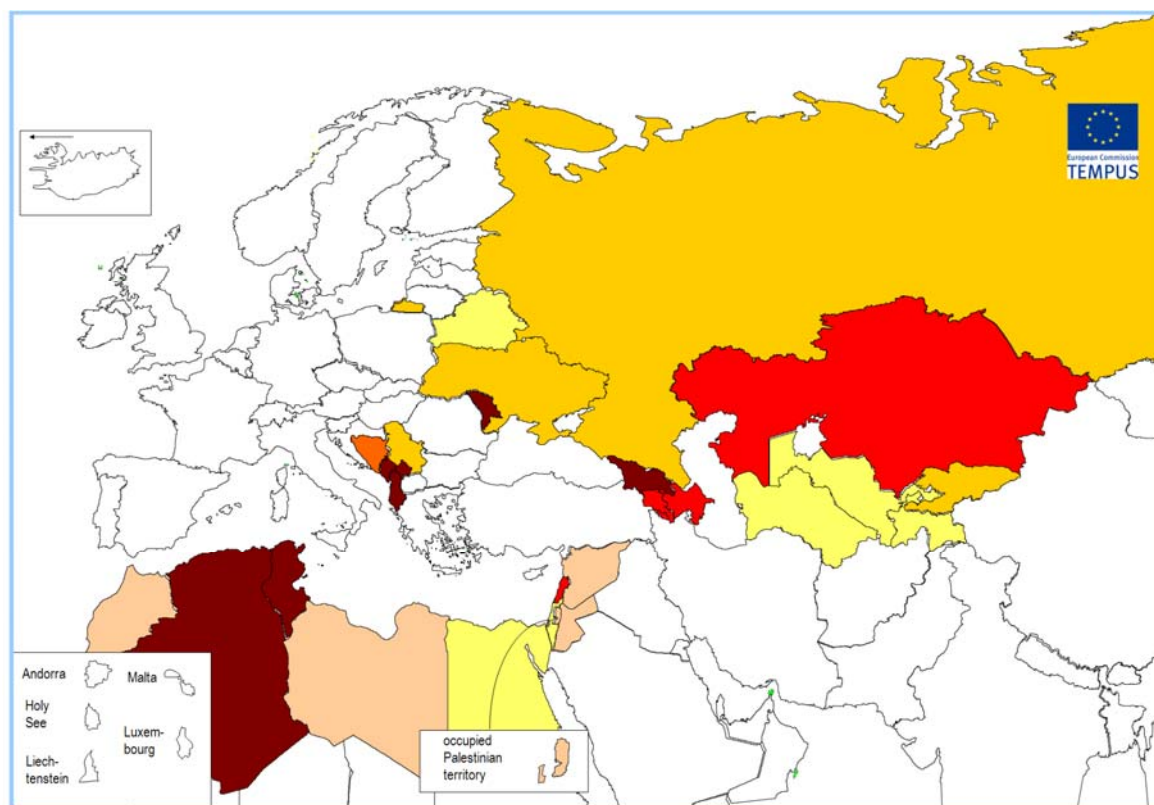 European Commission
TEMPUS
Andorra
Malta
Holy
See
Luxem-
bourg
Liech-
tenstein
occupied
Palestinian
territory